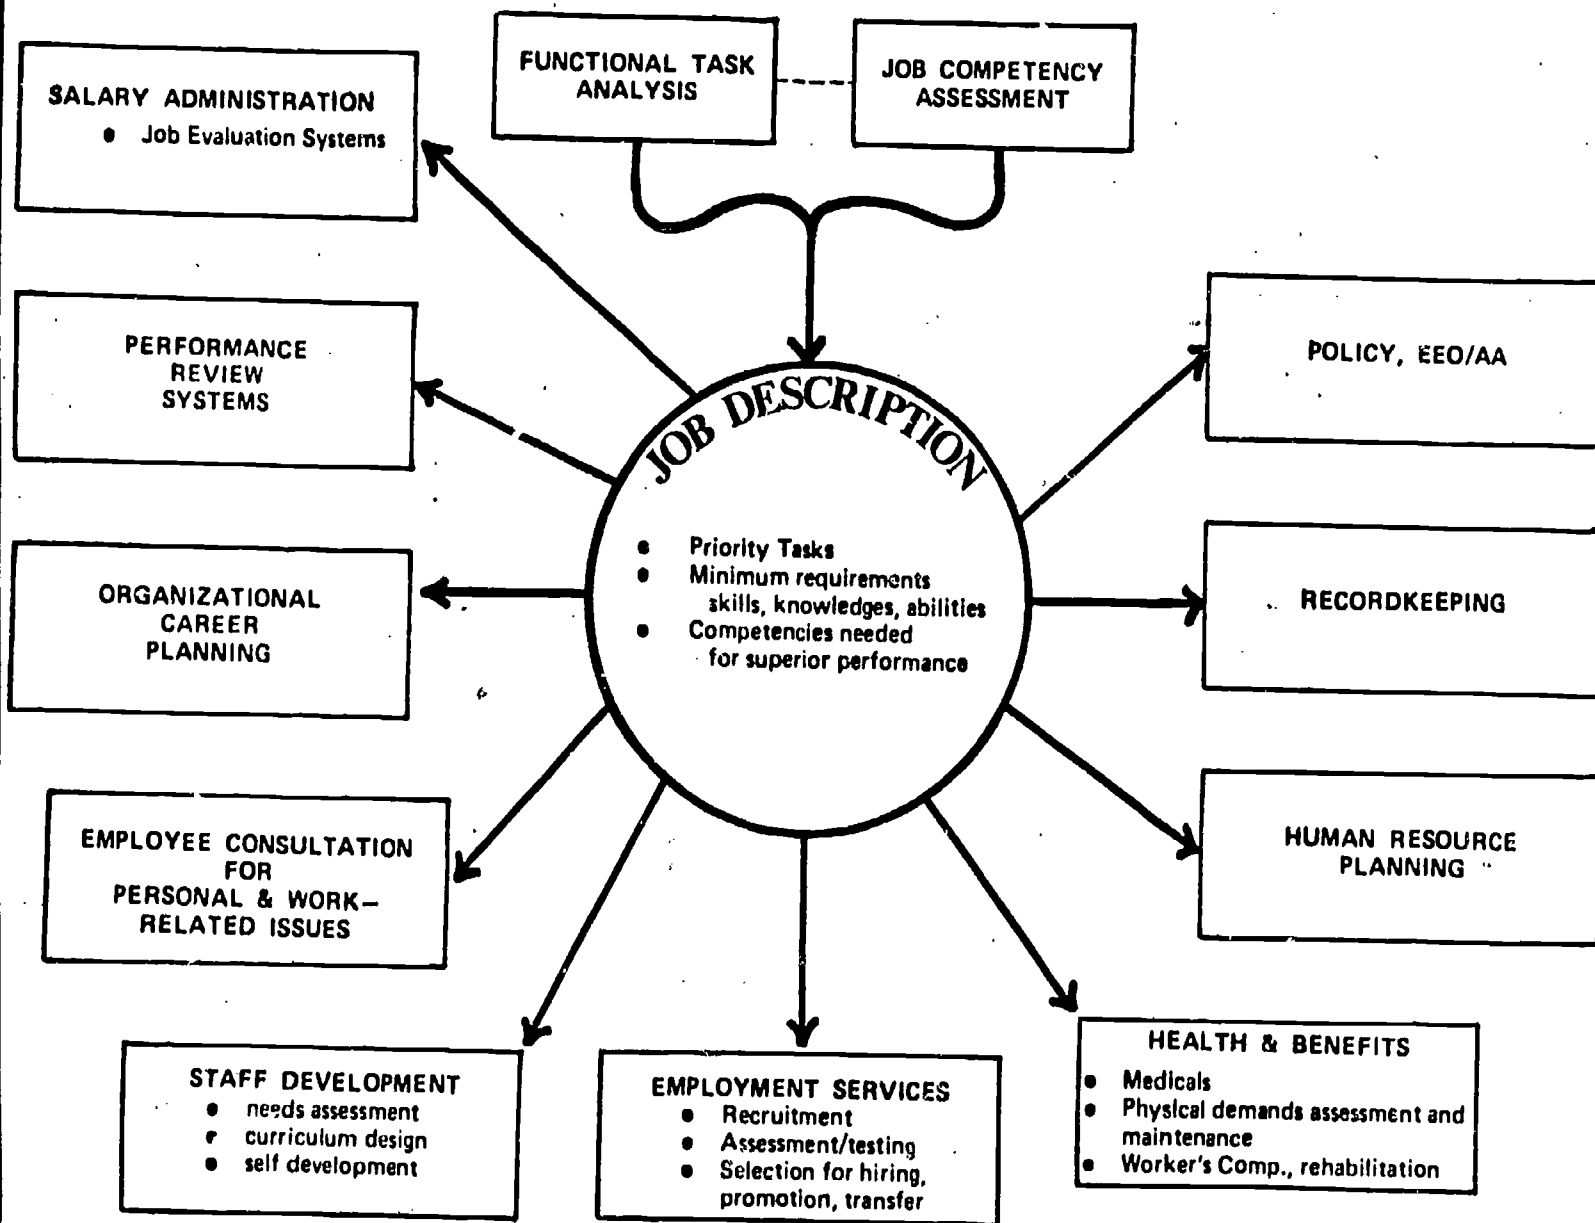 FUNCTIONAL TASK
ANALYSIS
JOB COMPETENCY
ASSESSMENT
SALARY ADMINISTRATION
● Job Evaluation Systems
PERFORMANCE
REVIEW
SYSTEMS
ORGANIZATIONAL
CAREER
PLANNING
EMPLOYEE CONSULTATION
FOR
PERSONAL & WORK–
RELATED ISSUES
JOB DESCRIPTION
● Priority Tasks
● Minimum requirements
skills, knowledges, abilities
● Competencies needed
for superior performance
POLICY, EEO/AA
RECORDKEEPING
HUMAN RESOURCE
PLANNING
STAFF DEVELOPMENT
● needs assessment
● curriculum design
● self development
EMPLOYMENT SERVICES
● Recruitment
● Assessment/testing
● Selection for hiring,
promotion, transfer
HEALTH & BENEFITS
● Medicals
● Physical demands assessment and
maintenance
● Worker's Comp., rehabilitation